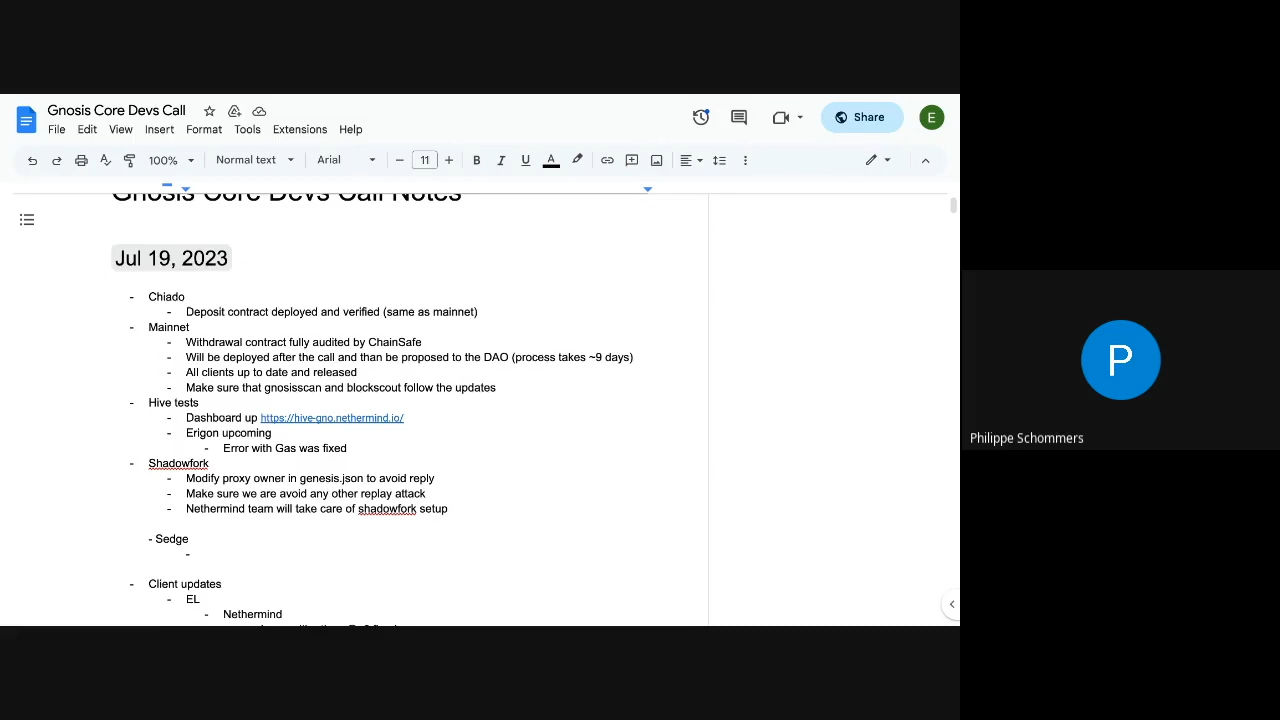 Gnosis Core Devs Call
File Edit View Insert Format Tools Extensions Help
Share
E
100% Normal text Arial 11 B I U A
Gnosis Core Devs Call Notes
Jul 19, 2023
- Chiado
- Deposit contract deployed and verified (same as mainnet)
- Mainnet
- Withdrawal contract fully audited by ChainSafe
- Will be deployed after the call and than be proposed to the DAO (process takes ~9 days)
- All clients up to date and released
- Make sure that gnosisscan and blockscout follow the updates
- Hive tests
- Dashboard up https://hive-gno.nethermind.io/
- Erigon upcoming
- Error with Gas was fixed
- Shadowfork
- Modify proxy owner in genesis.json to avoid reply
- Make sure we are avoid any other replay attack
- Nethermind team will take care of shadowfork setup
- Sedge
-
- Client updates
- EL
- Nethermind
P
Philippe Schommers